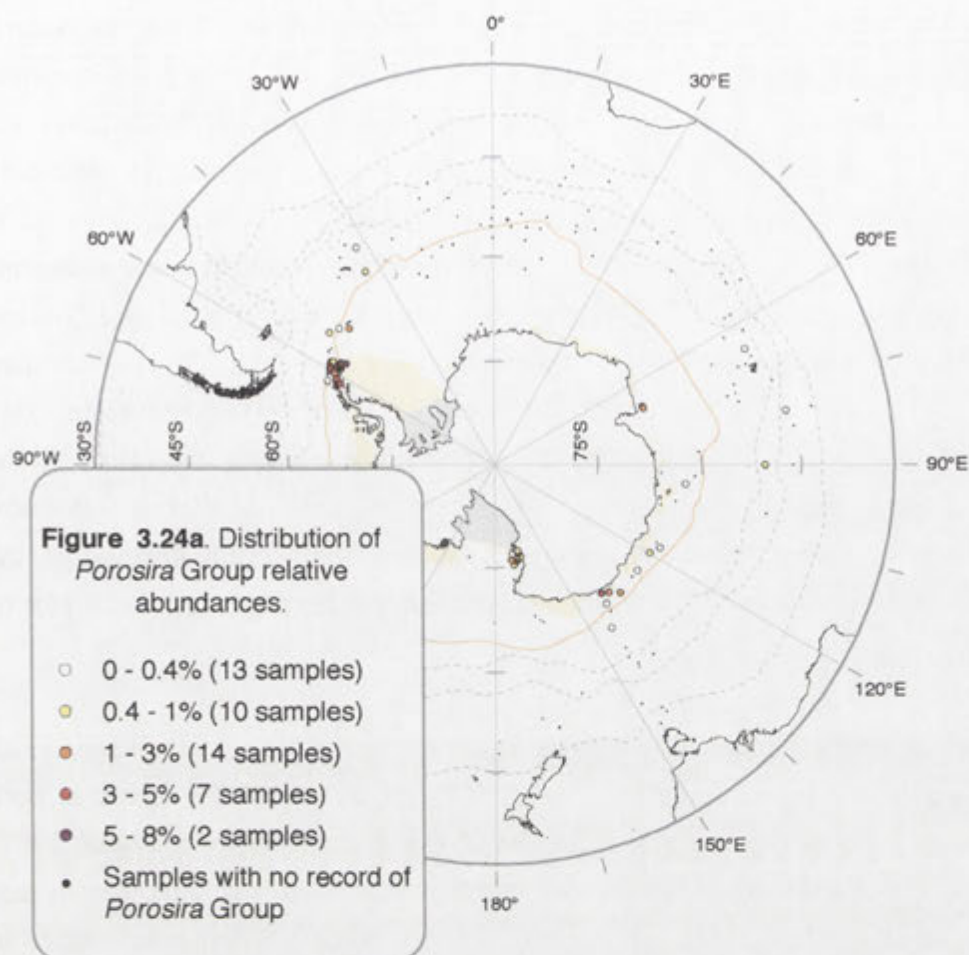 0°
30°W
30°E
60°W
60°E
90°W
30°S
45°S
60°S
75°S
90°E
Figure 3.24a. Distribution of
Porosira Group relative
abundances.
0 - 0.4% (13 samples)
0.4 - 1% (10 samples)
1 - 3% (14 samples)
3 - 5% (7 samples)
5 - 8% (2 samples)
Samples with no record of
Porosira Group
120°E
150°E
180°